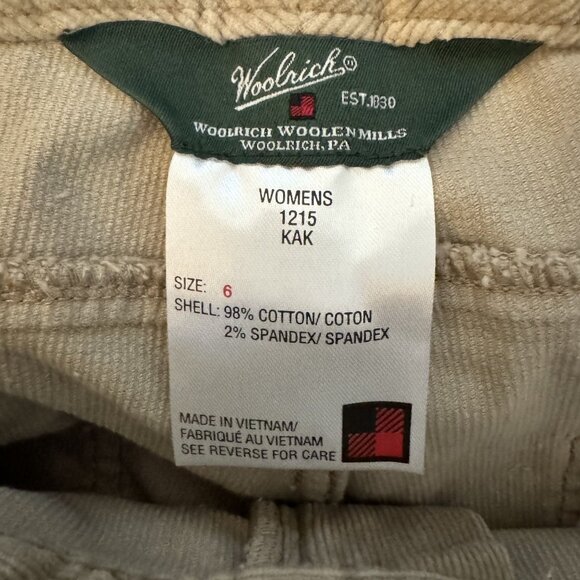 Woolrich®
EST.1830
WOOLRICH WOOLEN MILLS
WOOLRICH, PA
WOMENS
1215
KAK
SIZE: 6
SHELL: 98% COTTON/ COTON
2% SPANDEX/ SPANDEX
MADE IN VIETNAM/
FABRIQUÉ AU VIETNAM
SEE REVERSE FOR CARE